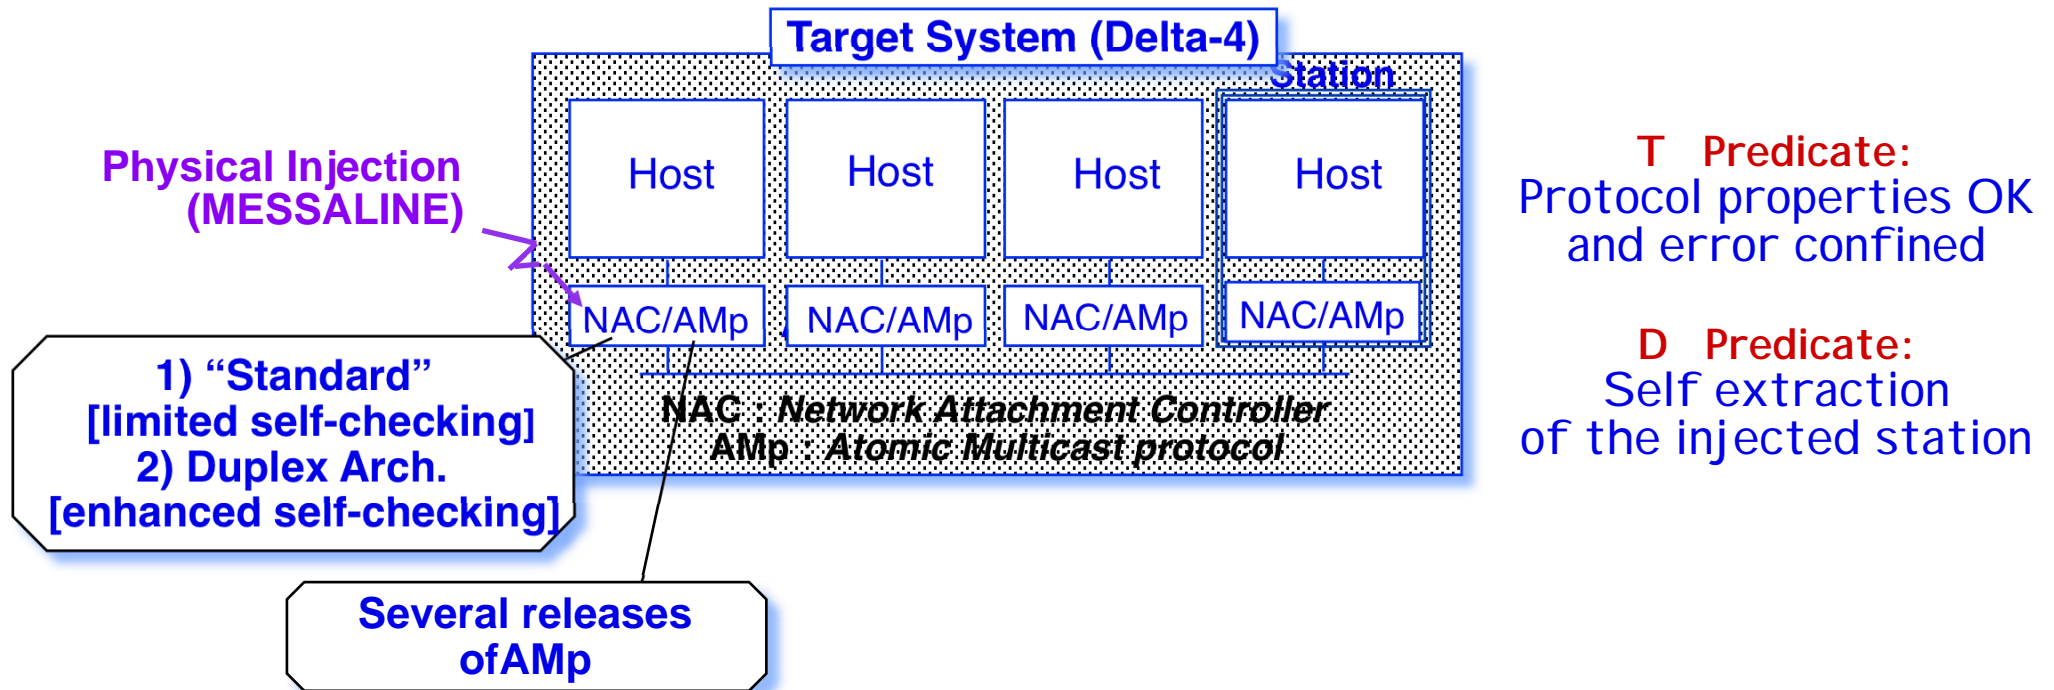 Target System (Delta-4)
Station
Physical Injection
(MESSALINE)
Host
Host
Host
Host
NAC/AMp
NAC/AMp
NAC/AMp
NAC/AMp
NAC : Network Attachment Controller
AMp : Atomic Multicast protocol
1) “Standard”
[limited self-checking]
2) Duplex Arch.
[enhanced self-checking]
Several releases
ofAMp
T Predicate:
Protocol properties OK
and error confined
D Predicate:
Self extraction
of the injected station